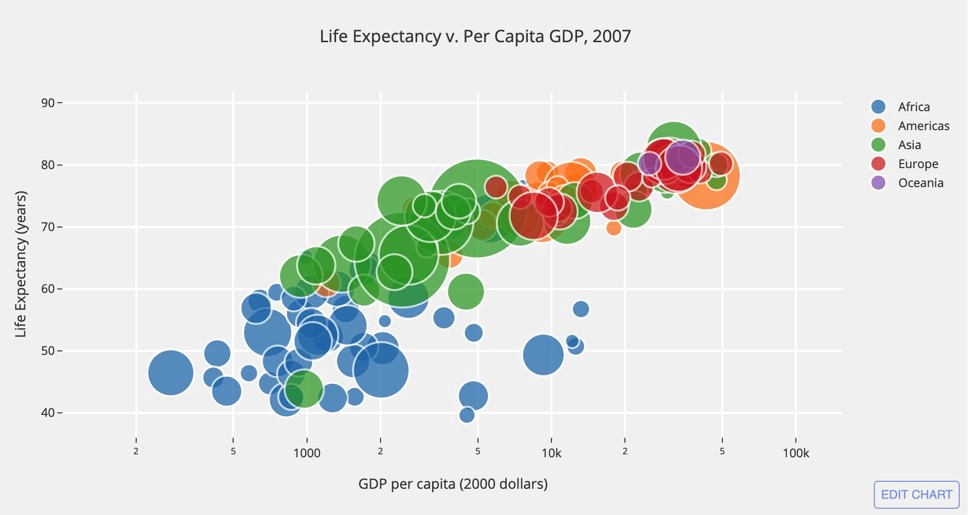 Life Expectancy v. Per Capita GDP, 2007
Life Expectancy (years)
90
80
70
60
50
40
2 5 1000 2 5 10k 2 5 100k
GDP per capita (2000 dollars)
Africa
Americas
Asia
Europe
Oceania
EDIT CHART